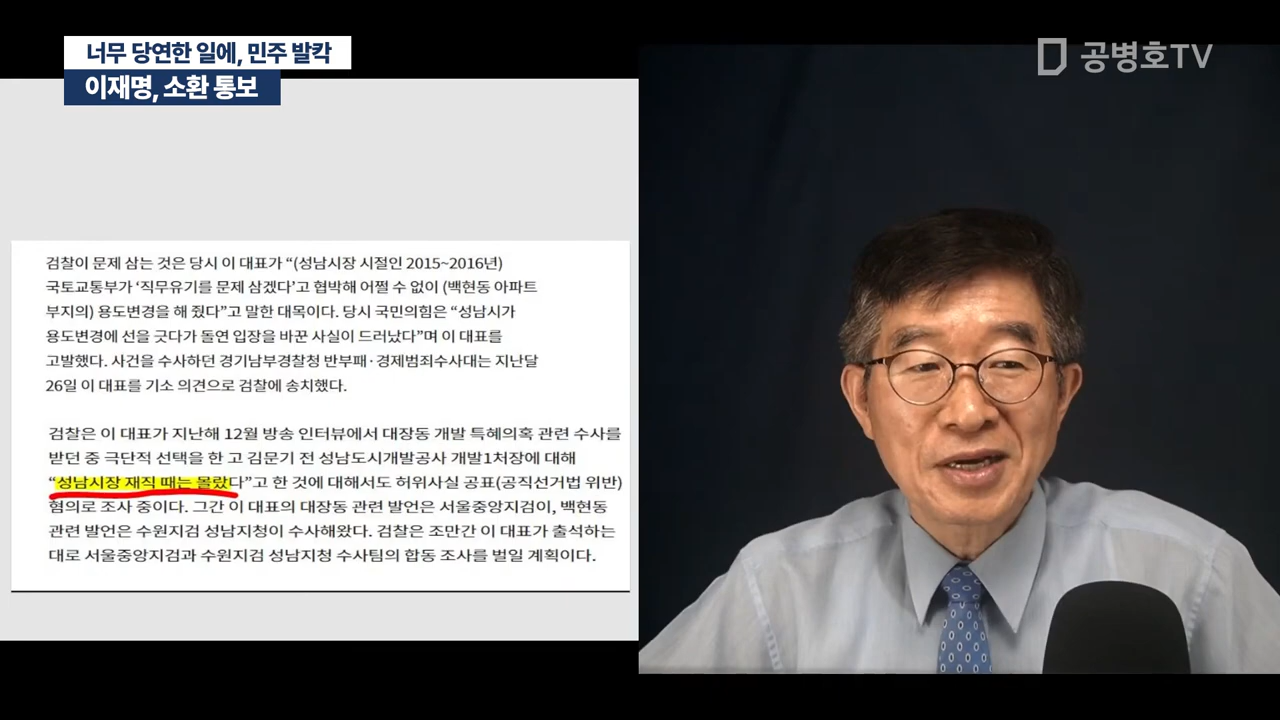 너무 당연한 일에, 민주 발칵
이재명, 소환 통보
공병호TV
검찰이 문제 삼는 것은 당시 이 대표가 “(성남시장 시절인 2015~2016년)
국토교통부가 ‘직무유기를 문제 삼겠다’고 협박해 어쩔 수 없이 (백현동 아파트
부지의) 용도변경을 해 줬다”고 말한 대목이다. 당시 국민의힘은 “성남시가
용도변경에 선을 긋다가 돌연 입장을 바꾼 사실이 드러났다”며 이 대표를
고발했다. 사건을 수사하던 경기남부경찰청 반부패·경제범죄수사대는 지난달
26일 이 대표를 기소 의견으로 검찰에 송치했다.
검찰은 이 대표가 지난해 12월 방송 인터뷰에서 대장동 개발 특혜의혹 관련 수사를
받던 중 극단적 선택을 한 고 김문기 전 성남도시개발공사 개발1처장에 대해
“성남시장 재직 때는 몰랐다”고 한 것에 대해서도 허위사실 공표(공직선거법 위반)
혐의로 조사 중이다. 그간 이 대표의 대장동 관련 발언은 서울중앙지검이, 백현동
관련 발언은 수원지검 성남지청이 수사해왔다. 검찰은 조만간 이 대표가 출석하는
대로 서울중앙지검과 수원지검 성남지청 수사팀의 합동 조사를 벌일 계획이다.